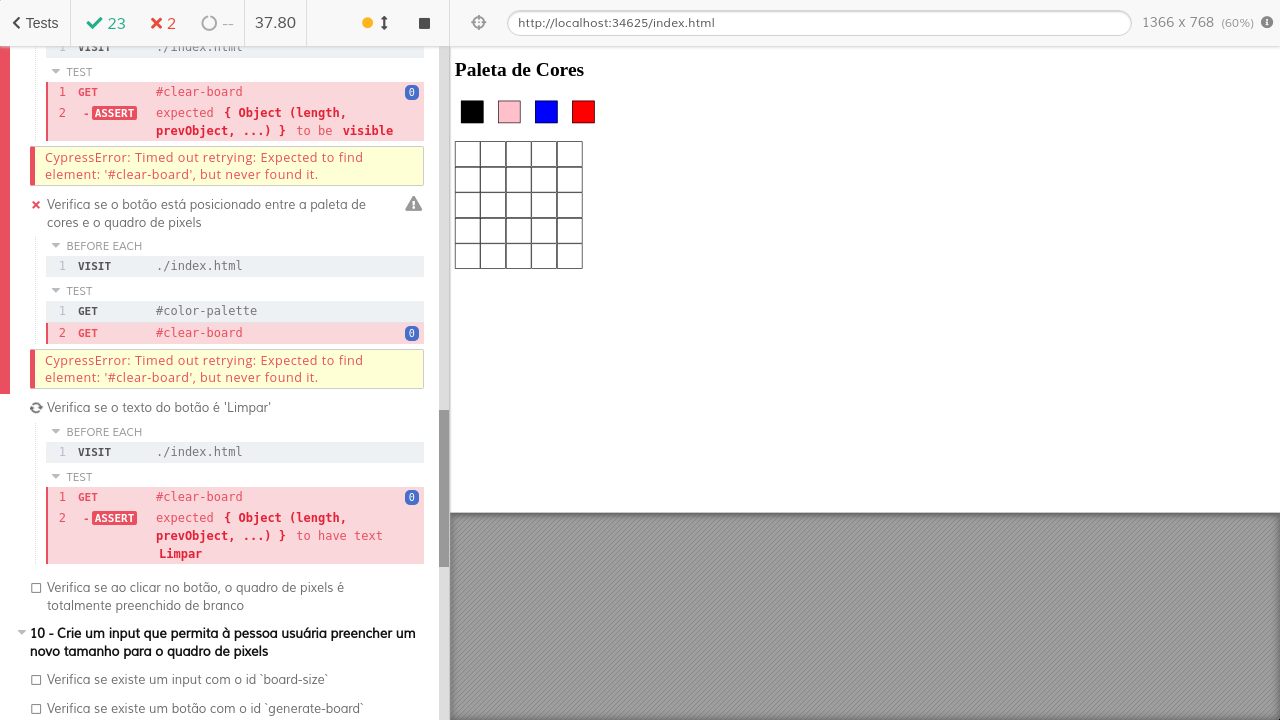 Tests
23
2
--
37.80
http://localhost:34625/index.html
1366 x 768 (60%)
1 VISIT ./index.html
TEST
1 GET #clear-board 0
2 -ASSERT expected { Object (length,
prevObject, ...) } to be visible
CypressError: Timed out retrying: Expected to find
element: '#clear-board', but never found it.
Verifica se o botão está posicionado entre a paleta de
cores e o quadro de pixels
BEFORE EACH
1 VISIT ./index.html
TEST
1 GET #color-palette
2 GET #clear-board 0
CypressError: Timed out retrying: Expected to find
element: '#clear-board', but never found it.
Verifica se o texto do botão é 'Limpar'
BEFORE EACH
1 VISIT ./index.html
TEST
1 GET #clear-board 0
2 -ASSERT expected { Object (length,
prevObject, ...) } to have text
Limpar
Verifica se ao clicar no botão, o quadro de pixels é
totalmente preenchido de branco
10 - Crie um input que permita à pessoa usuária preencher um
novo tamanho para o quadro de pixels
Verifica se existe um input com o id `board-size`
Verifica se existe um botão com o id `generate-board`
Paleta de Cores